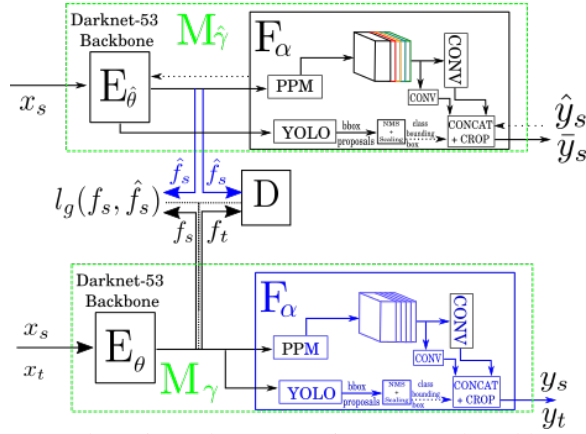 Darknet-53
Backbone
M_γ̂
F_α
E_θ̂
x_s
PPM
CONV
CONV
YOLO
bbox
proposals
NMS
+
Scaling
class
bounding
box
CONCAT
+ CROP
ŷ_s
ȳ_s
f̂_s
f̂_s
l_g(f_s, f̂_s)
D
f_s
f_t
Darknet-53
Backbone
F_α
x_s
x_t
E_θ
M_γ
PPM
CONV
CONV
YOLO
bbox
proposals
NMS
+
Scaling
class
bounding
box
CONCAT
+ CROP
y_s
y_t